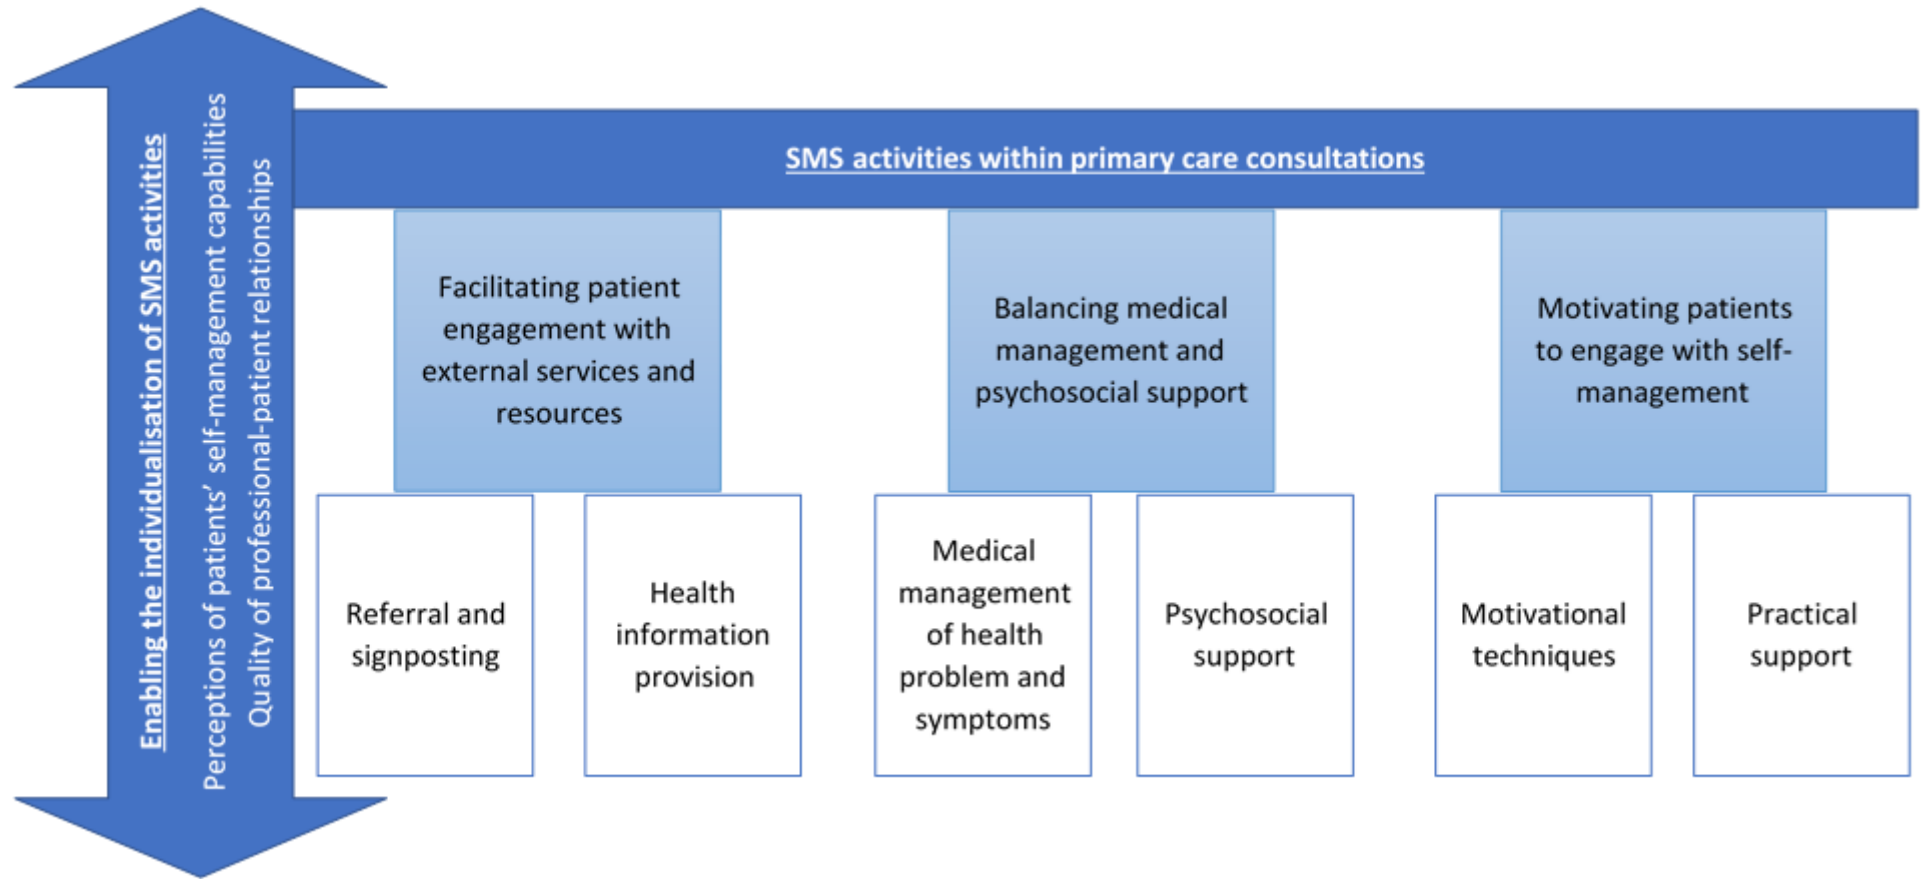 Enabling the individualisation of SMS activities
Perceptions of patients’ self-management capabilities
Quality of professional-patient relationships
SMS activities within primary care consultations
Facilitating patient
engagement with
external services and
resources
Balancing medical
management and
psychosocial support
Motivating patients
to engage with self-
management
Referral and
signposting
Health
information
provision
Medical
management
of health
problem and
symptoms
Psychosocial
support
Motivational
techniques
Practical
support